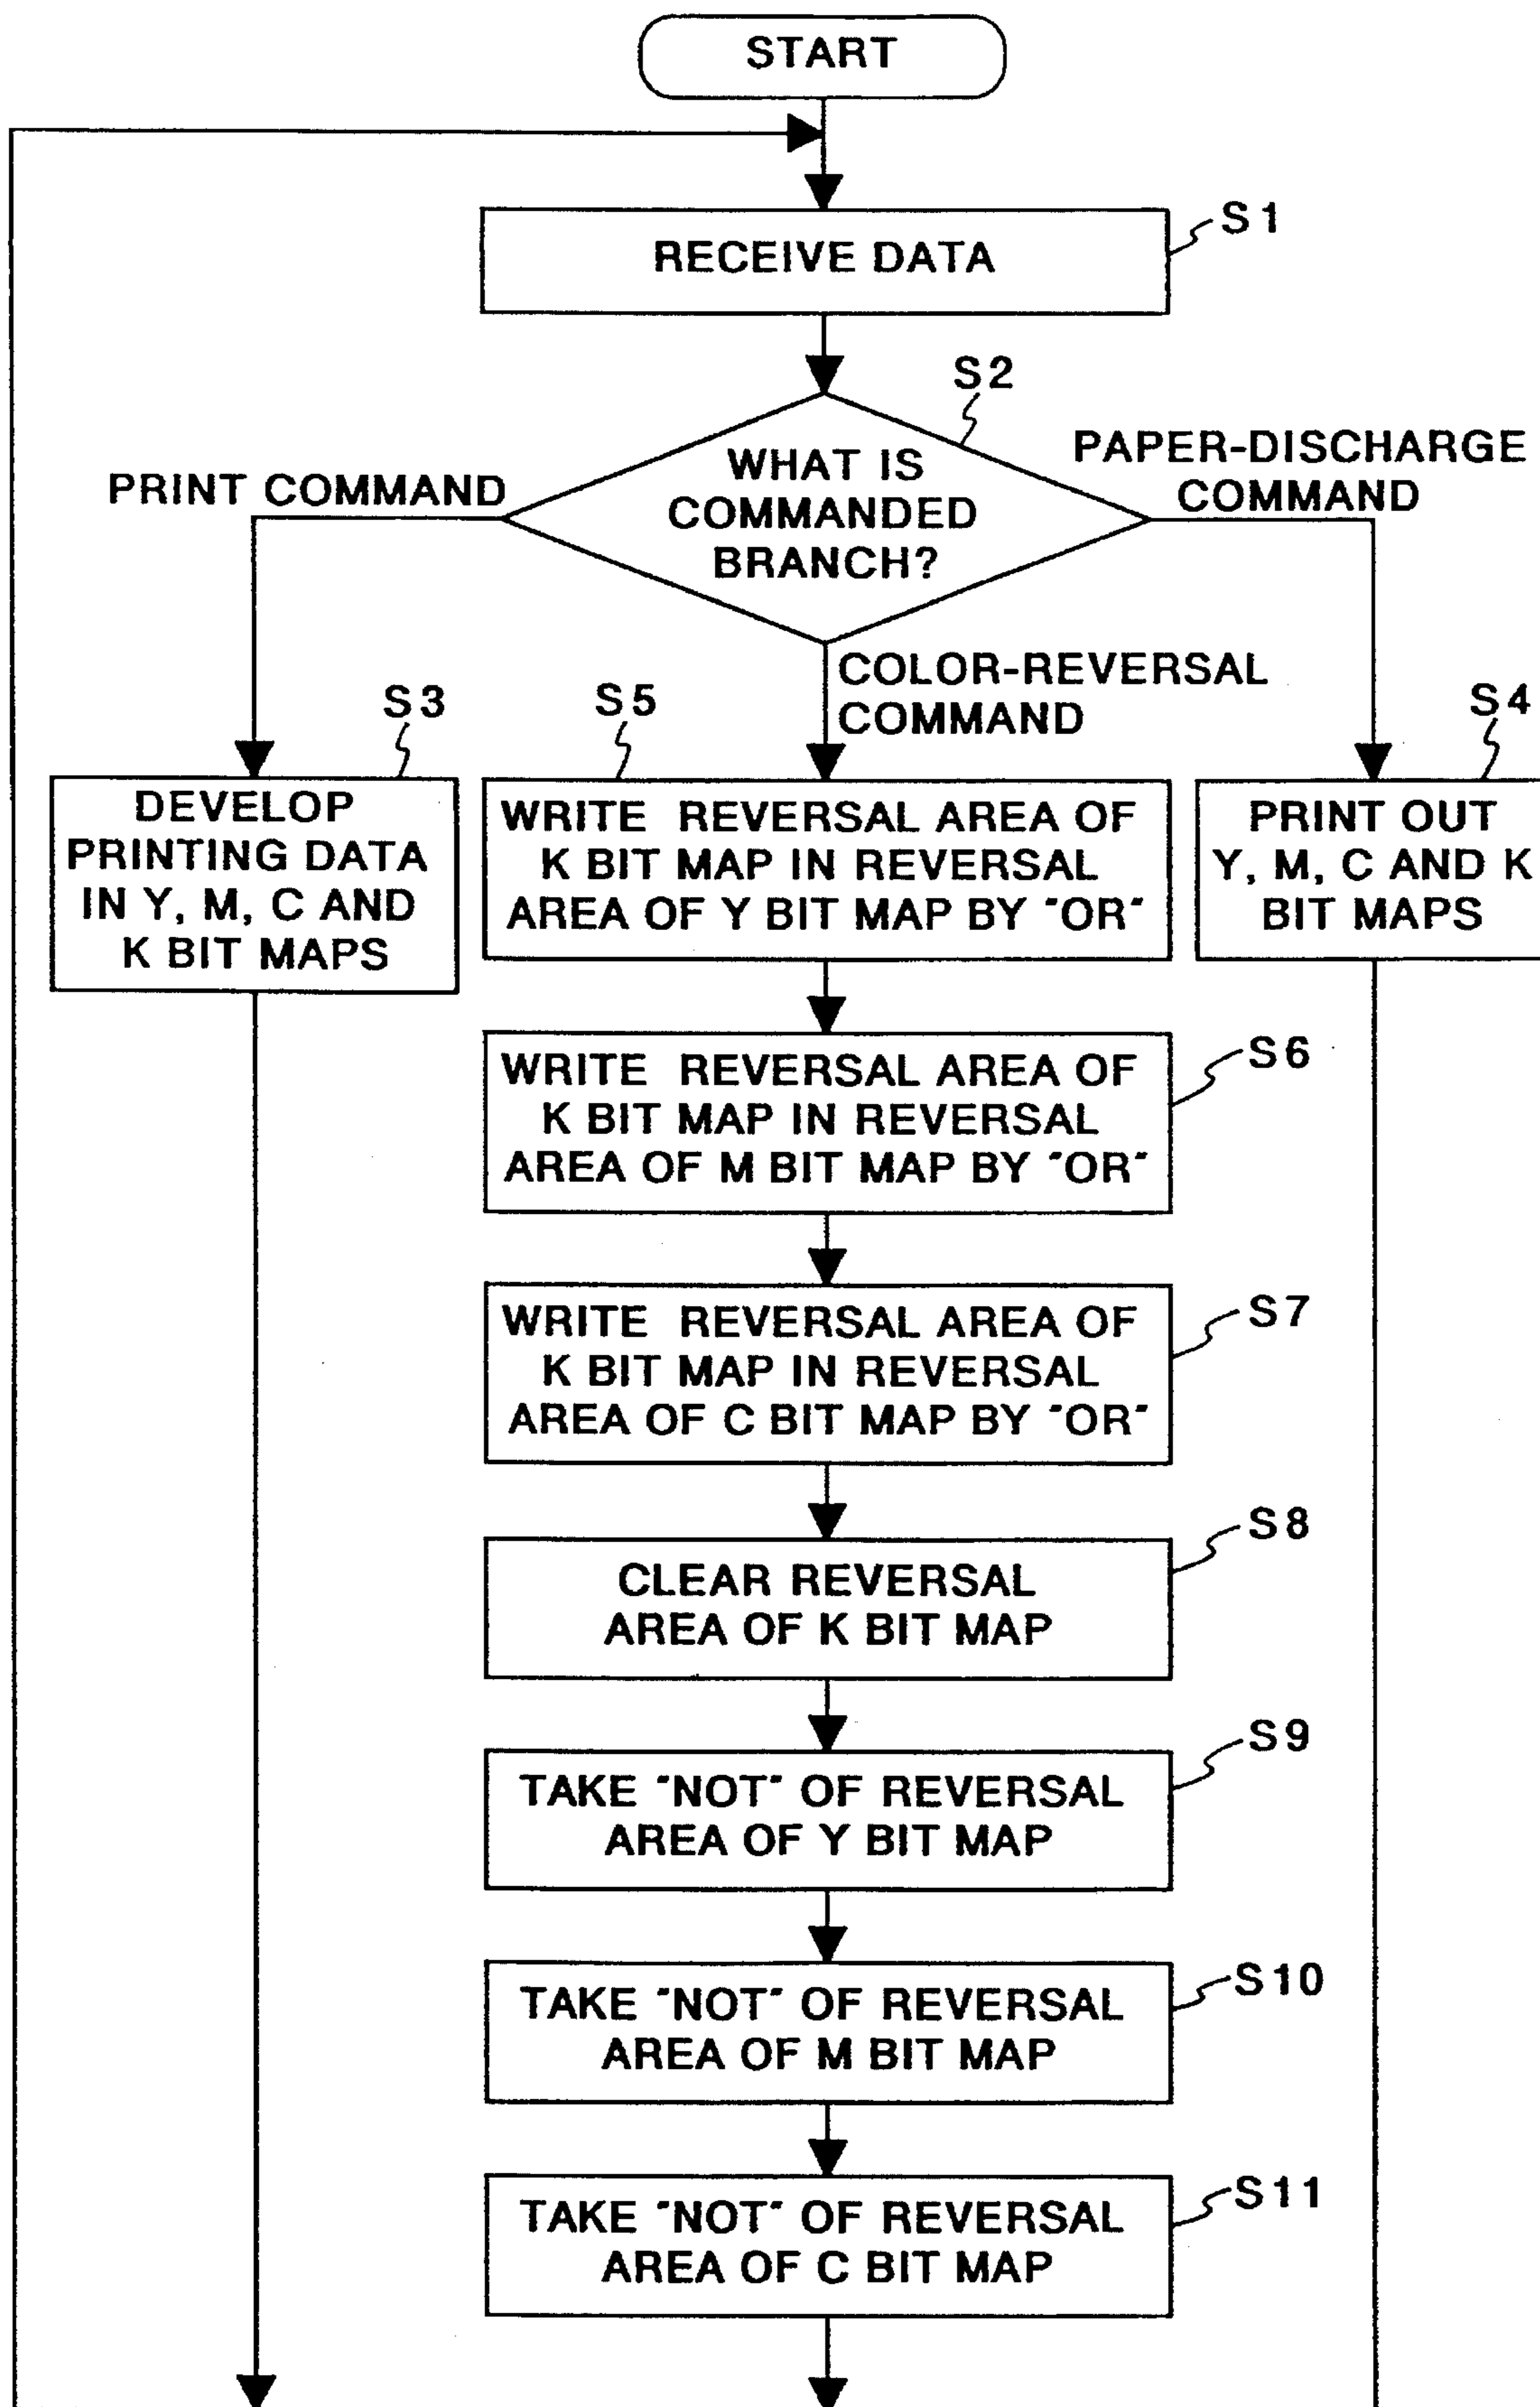 START
S1
RECEIVE DATA
S2
WHAT IS
COMMANDED
BRANCH?
PRINT COMMAND
PAPER-DISCHARGE
COMMAND
COLOR-REVERSAL
COMMAND
S3
DEVELOP
PRINTING DATA
IN Y, M, C AND
K BIT MAPS
S5
WRITE REVERSAL AREA OF
K BIT MAP IN REVERSAL
AREA OF Y BIT MAP BY "OR"
S4
PRINT OUT
Y, M, C AND K
BIT MAPS
S6
WRITE REVERSAL AREA OF
K BIT MAP IN REVERSAL
AREA OF M BIT MAP BY "OR"
S7
WRITE REVERSAL AREA OF
K BIT MAP IN REVERSAL
AREA OF C BIT MAP BY "OR"
S8
CLEAR REVERSAL
AREA OF K BIT MAP
S9
TAKE "NOT" OF REVERSAL
AREA OF Y BIT MAP
S10
TAKE "NOT" OF REVERSAL
AREA OF M BIT MAP
S11
TAKE "NOT" OF REVERSAL
AREA OF C BIT MAP